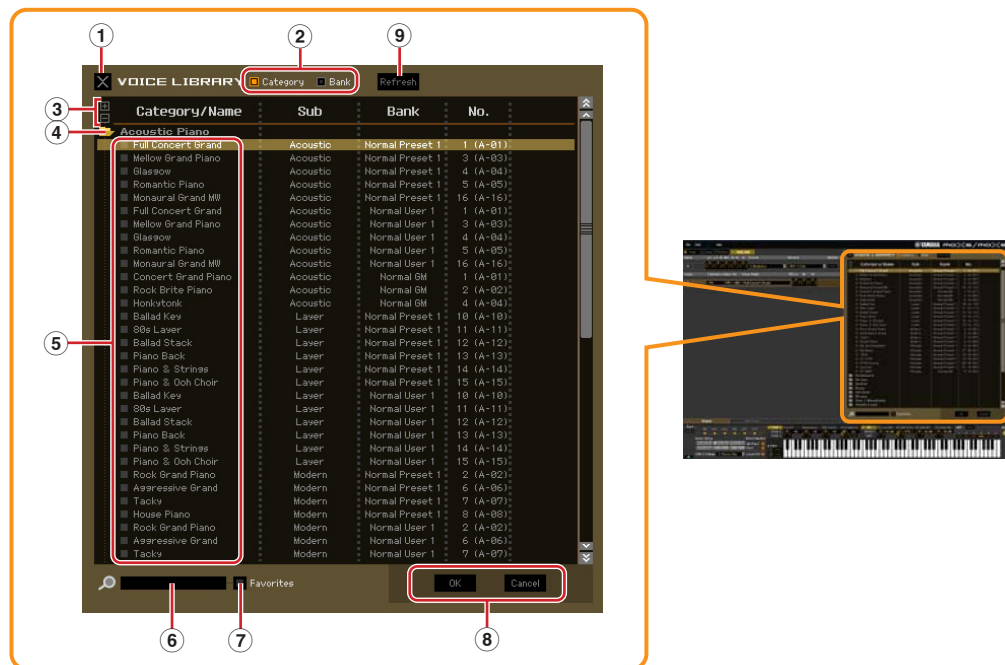 1 2 9
VOICE LIBRARY Category Bank Refresh
3
4
Category/Name Sub Bank No.
Acoustic Piano
Full Concert Grand Acoustic Normal Preset 1 1 (A-01)
Mellow Grand Piano Acoustic Normal Preset 1 3 (A-03)
Glasgow Acoustic Normal Preset 1 4 (A-04)
Romantic Piano Acoustic Normal Preset 1 5 (A-05)
Monaural Grand MW Acoustic Normal Preset 1 16 (A-16)
Full Concert Grand Acoustic Normal User 1 1 (A-01)
Mellow Grand Piano Acoustic Normal User 1 3 (A-03)
Glasgow Acoustic Normal User 1 4 (A-04)
Romantic Piano Acoustic Normal User 1 5 (A-05)
Monaural Grand MW Acoustic Normal User 1 16 (A-16)
Concert Grand Piano Acoustic Normal GM 1 (A-01)
Rock Brite Piano Acoustic Normal GM 2 (A-02)
Honkytonk Acoustic Normal GM 4 (A-04)
Ballad Key Layer Normal Preset 1 10 (A-10)
80s Layer Layer Normal Preset 1 11 (A-11)
5
Ballad Stack Layer Normal Preset 1 12 (A-12)
Piano Back Layer Normal Preset 1 13 (A-13)
Piano & Strings Layer Normal Preset 1 14 (A-14)
Piano & Ooh Choir Layer Normal Preset 1 15 (A-15)
Ballad Key Layer Normal User 1 10 (A-10)
80s Layer Layer Normal User 1 11 (A-11)
Ballad Stack Layer Normal User 1 12 (A-12)
Piano Back Layer Normal User 1 13 (A-13)
Piano & Strings Layer Normal User 1 14 (A-14)
Piano & Ooh Choir Layer Normal User 1 15 (A-15)
Rock Grand Piano Modern Normal Preset 1 2 (A-02)
Aggressive Grand Modern Normal Preset 1 6 (A-06)
Tacky Modern Normal Preset 1 7 (A-07)
House Piano Modern Normal Preset 1 8 (A-08)
Rock Grand Piano Modern Normal User 1 2 (A-02)
Aggressive Grand Modern Normal User 1 6 (A-06)
Tacky Modern Normal User 1 7 (A-07)
Favorites OK Cancel
6 7 8
YAMAHA